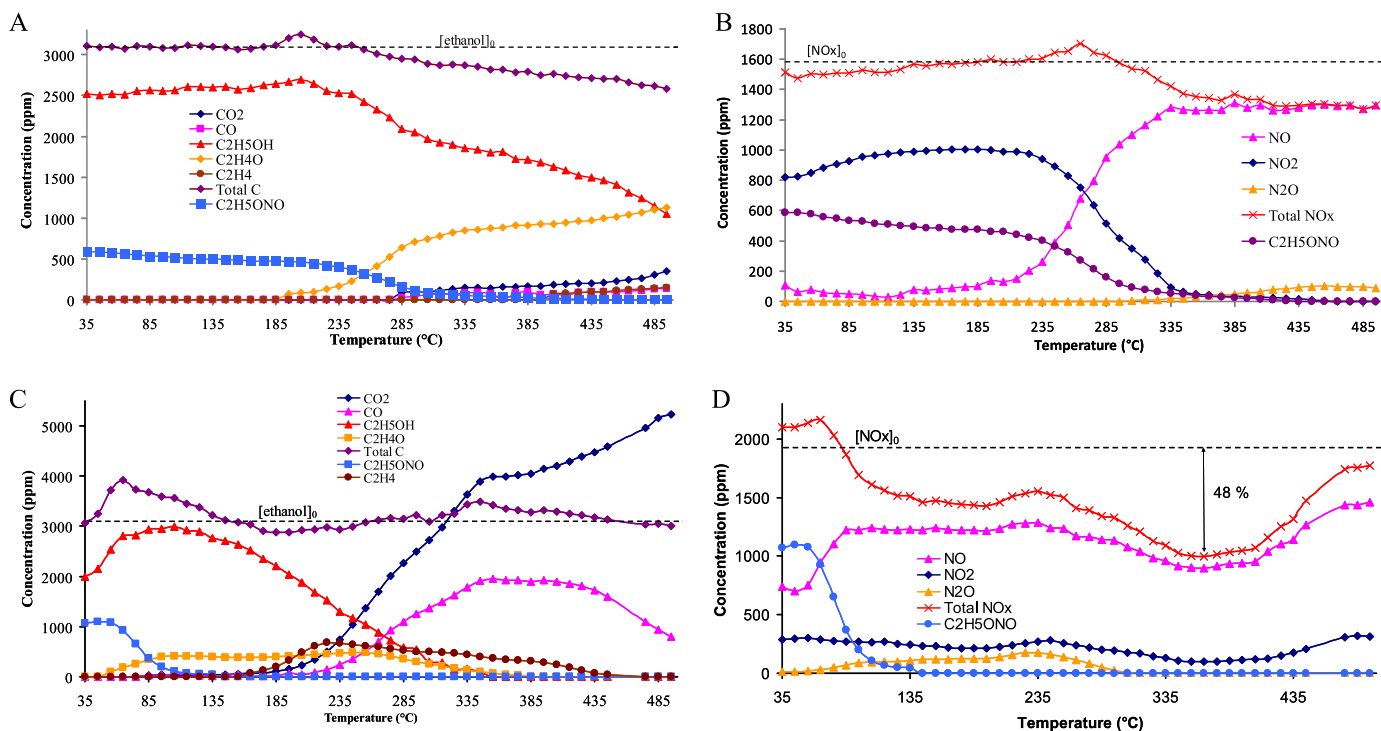 A
[ethanol]₀
3000
2500
2000
1500
1000
500
0
Concentration (ppm)
CO2
CO
C2H5OH
C2H4O
C2H4
Total C
C2H5ONO
35 85 135 185 235 285 335 385 435 485
Temperature (°C)
B
1800
1600
1400
1200
1000
800
600
400
200
0
Concentration (ppm)
[NOx]₀
NO
NO2
N2O
Total NOx
C2H5ONO
35 85 135 185 235 285 335 385 435 485
Temperature (°C)
C
5000
4000
3000
2000
1000
0
Concentration (ppm)
CO2
CO
C2H5OH
C2H4O
Total C
C2H5ONO
C2H4
[ethanol]₀
35 85 135 185 235 285 335 385 435 485
Temperature (°C)
D
2000
1500
1000
500
0
Concentration (ppm)
[NOx]₀
48 %
NO
NO2
N2O
Total NOx
C2H5ONO
35 135 235 335 435
Temperature (°C)